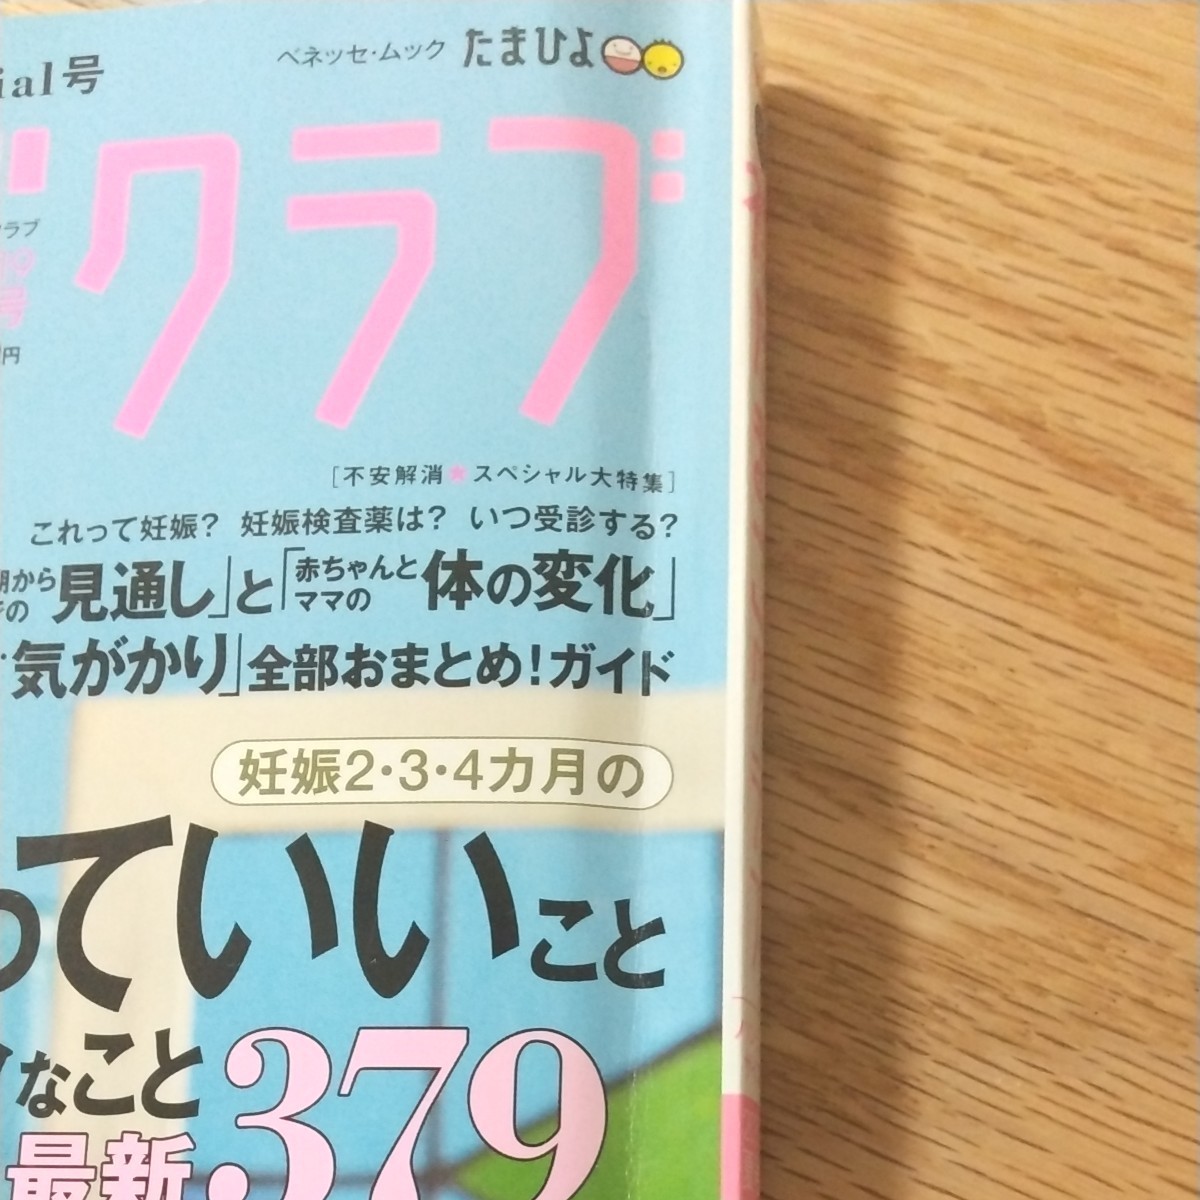 ベネッセ・ムック たまひよ
ial号
クラブ
クラブ
号
円
[不安解消★スペシャル大特集]
これって妊娠? 妊娠検査薬は? いつ受診する?
期から
の
見通し」と「赤ちゃんと
ママの
体の変化」
・気がかり」全部おまとめ!ガイド
妊娠2・3・4カ月の
っていいこと
なこと
最新
379